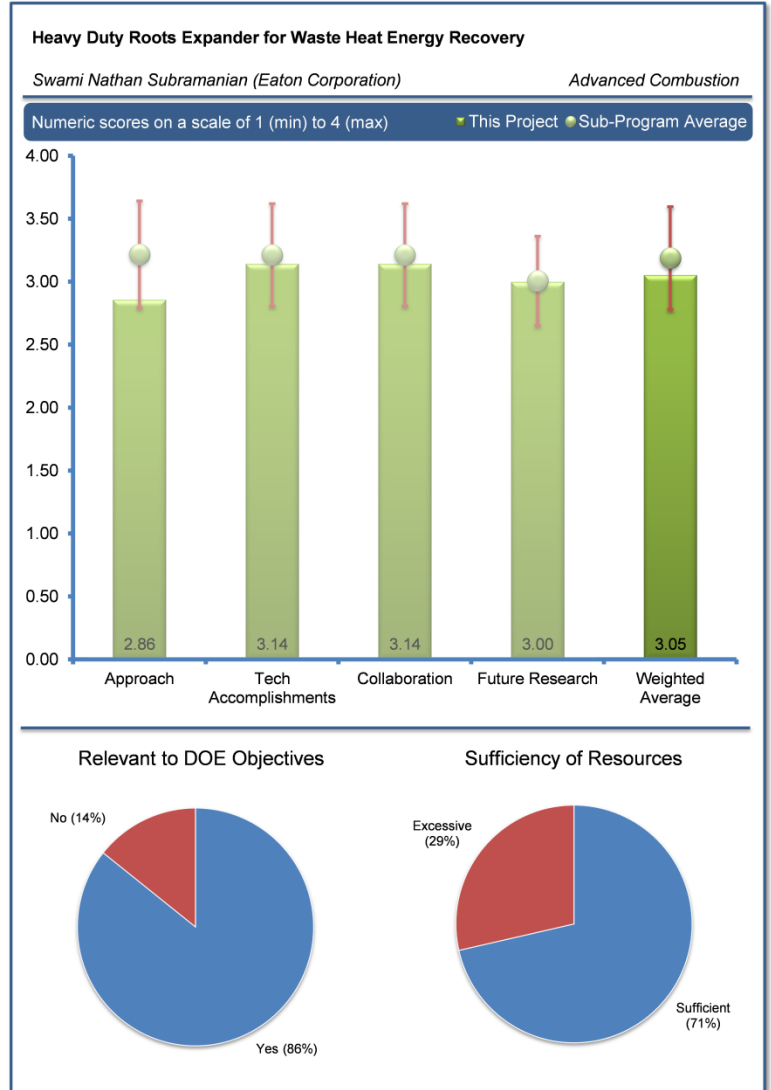 Heavy Duty Roots Expander for Waste Heat Energy Recovery
Swami Nathan Subramanian (Eaton Corporation) Advanced Combustion
Numeric scores on a scale of 1 (min) to 4 (max) This Project Sub-Program Average
4.00
3.50
3.00
2.50
2.00
1.50
1.00
0.50
0.00
2.86 3.14 3.14 3.00 3.05
Approach Tech Collaboration Future Research Weighted
Accomplishments Average
Relevant to DOE Objectives Sufficiency of Resources
No (14%)
Yes (86%)
Excessive
(29%)
Sufficient
(71%)